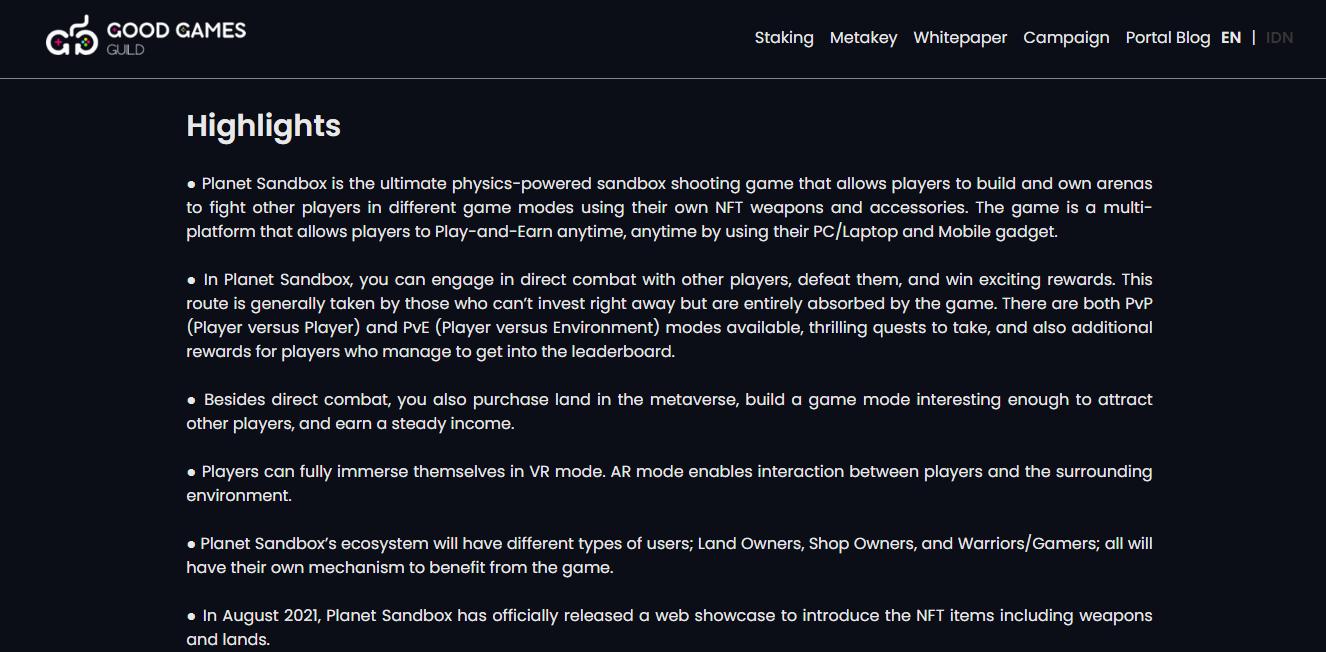 GOOD GAMES
GUILD
Staking Metakey Whitepaper Campaign Portal Blog EN | IDN
Highlights
● Planet Sandbox is the ultimate physics-powered sandbox shooting game that allows players to build and own arenas
to fight other players in different game modes using their own NFT weapons and accessories. The game is a multi-
platform that allows players to Play-and-Earn anytime, anytime by using their PC/Laptop and Mobile gadget.
● In Planet Sandbox, you can engage in direct combat with other players, defeat them, and win exciting rewards. This
route is generally taken by those who can’t invest right away but are entirely absorbed by the game. There are both PvP
(Player versus Player) and PvE (Player versus Environment) modes available, thrilling quests to take, and also additional
rewards for players who manage to get into the leaderboard.
● Besides direct combat, you also purchase land in the metaverse, build a game mode interesting enough to attract
other players, and earn a steady income.
● Players can fully immerse themselves in VR mode. AR mode enables interaction between players and the surrounding
environment.
● Planet Sandbox’s ecosystem will have different types of users; Land Owners, Shop Owners, and Warriors/Gamers; all will
have their own mechanism to benefit from the game.
● In August 2021, Planet Sandbox has officially released a web showcase to introduce the NFT items including weapons
and lands.